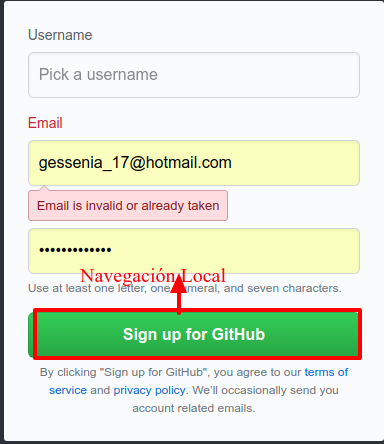 Username
Pick a username
Email
gessenia_17@hotmail.com
Email is invalid or already taken
•••••••••••••
Navegación Local
Use at least one letter, one numeral, and seven characters.
Sign up for GitHub
By clicking "Sign up for GitHub", you agree to our terms of
service and privacy policy. We'll occasionally send you
account related emails.